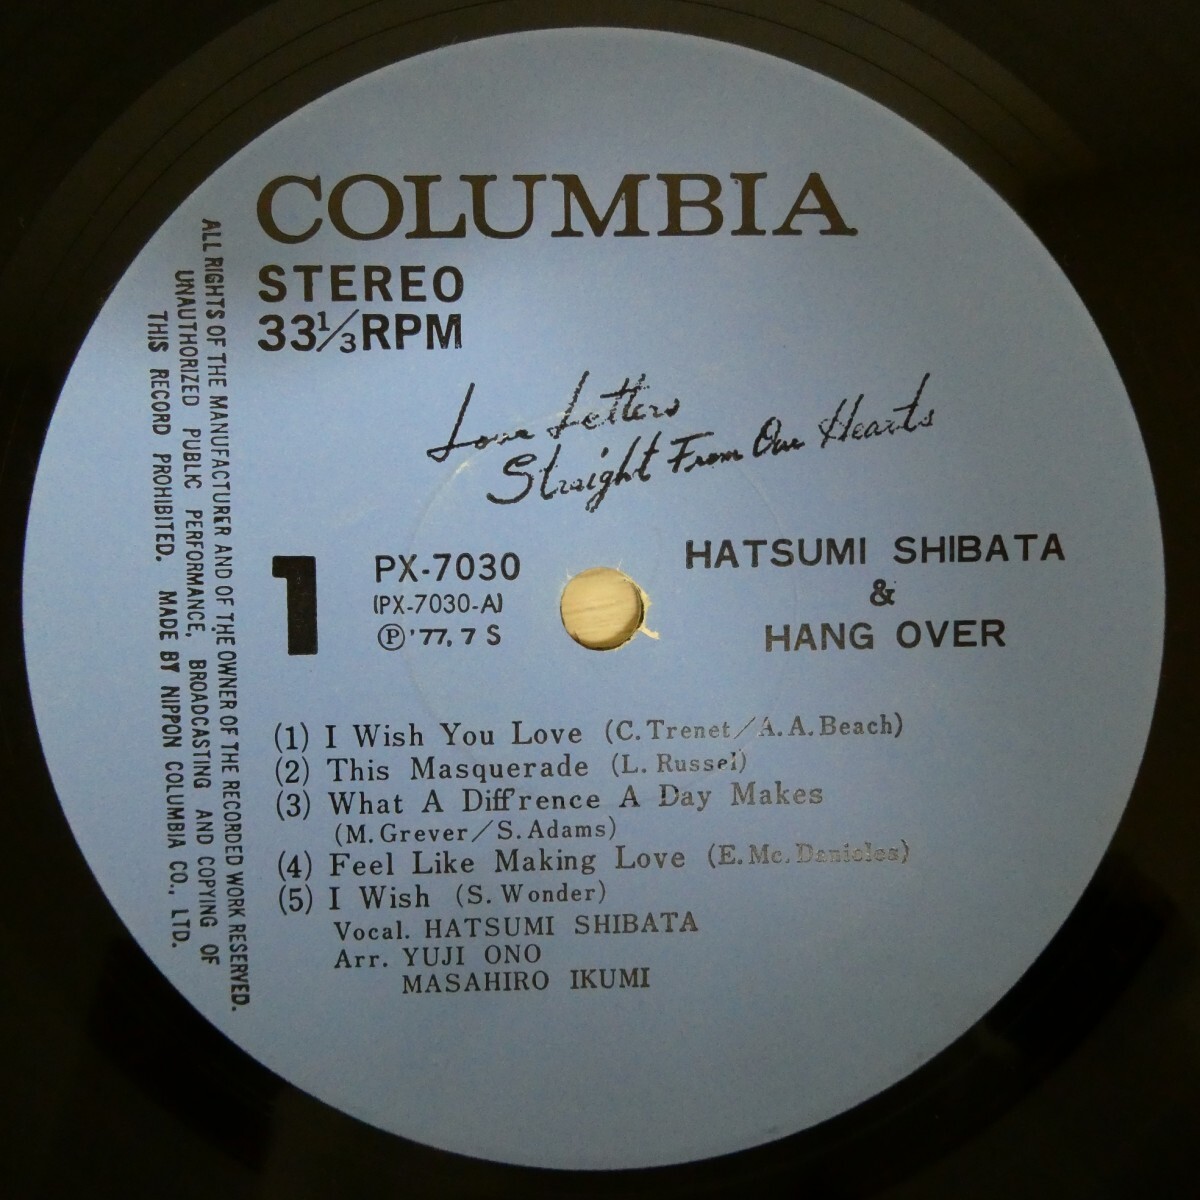 COLUMBIA
STEREO
33 1/3 RPM
Love Letters
Straight From Our Hearts
1
PX-7030
(PX-7030-A)
Ⓟ'77, 7 S
HATSUMI SHIBATA
&
HANG OVER
(1) I Wish You Love (C. Trenet/A. A. Beach)
(2) This Masquerade (L. Russel)
(3) What A Diff'rence A Day Makes
(M. Grever/S. Adams)
(4) Feel Like Making Love (E. Mc. Danieles)
(5) I Wish (S. Wonder)
Vocal. HATSUMI SHIBATA
Arr. YUJI ONO
MASAHIRO IKUMI
ALL RIGHTS OF THE MANUFACTURER AND OF THE OWNER OF THE RECORDED WORK RESERVED.
UNAUTHORIZED PUBLIC PERFORMANCE, BROADCASTING AND COPYING OF
THIS RECORD PROHIBITED. MADE BY NIPPON COLUMBIA CO., LTD.